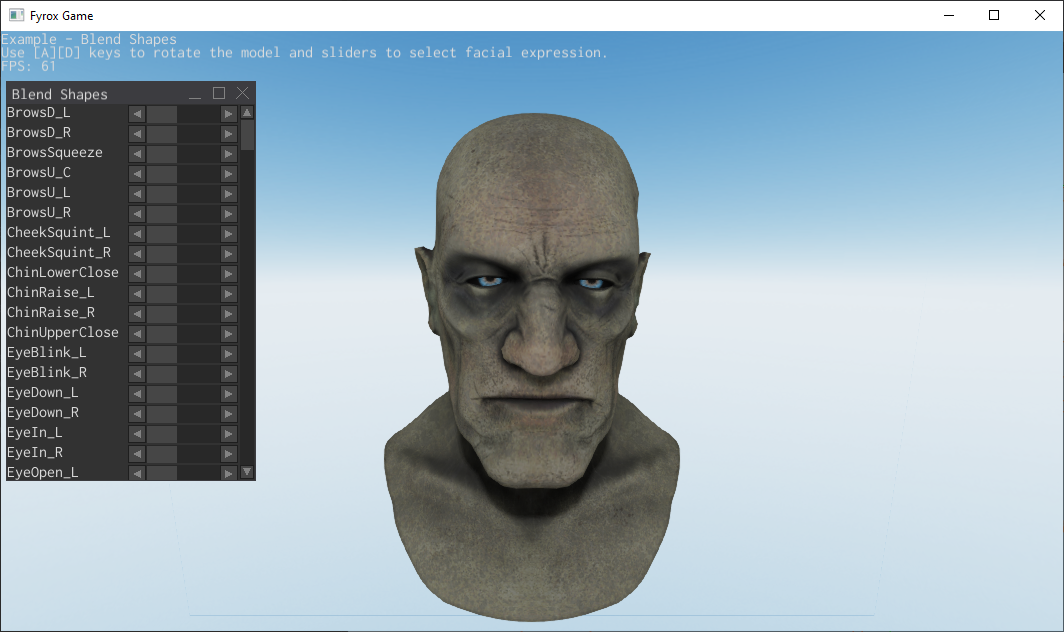 Fyrox Game
Example - Blend Shapes
Use [A][D] keys to rotate the model and sliders to select facial expression.
FPS: 61
Blend Shapes
BrowsD_L
BrowsD_R
BrowsSqueeze
BrowsU_C
BrowsU_L
BrowsU_R
CheekSquint_L
CheekSquint_R
ChinLowerClose
ChinRaise_L
ChinRaise_R
ChinUpperClose
EyeBlink_L
EyeBlink_R
EyeDown_L
EyeDown_R
EyeIn_L
EyeIn_R
EyeOpen_L